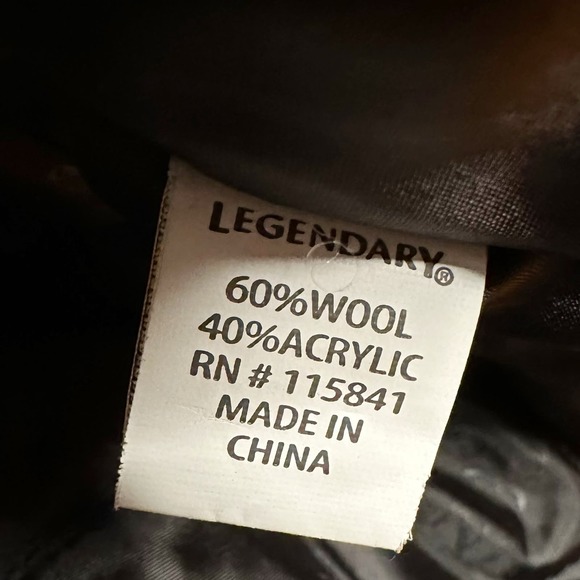 LEGENDARY®
60%WOOL
40%ACRYLIC
RN # 115841
MADE IN
CHINA